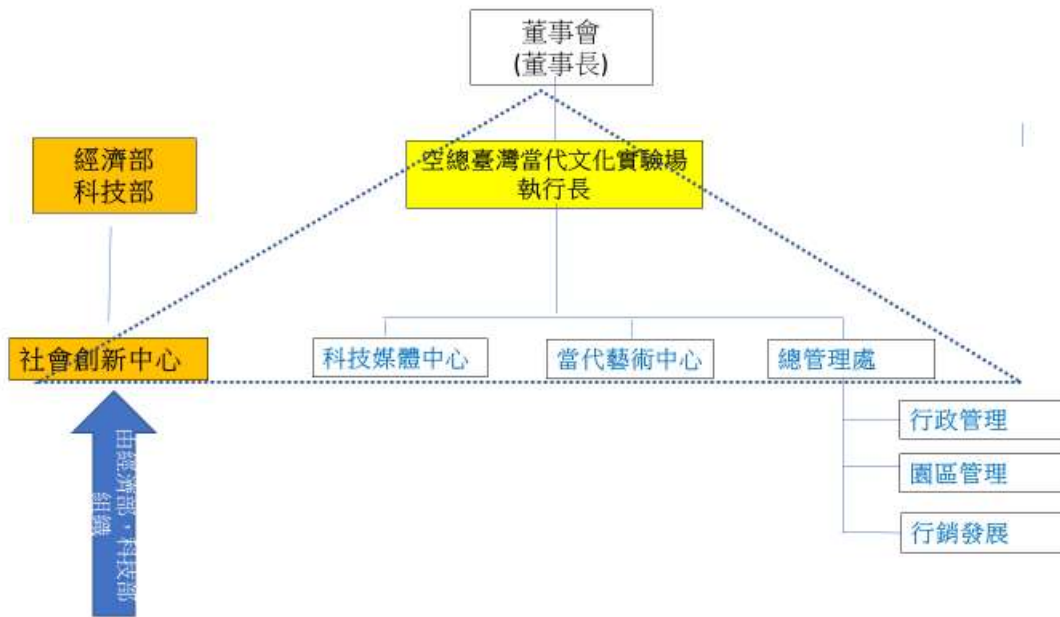 董事會
(董事長)
經濟部
科技部
空總臺灣當代文化實驗場
執行長
社會創新中心
科技媒體中心
當代藝術中心
總管理處
行政管理
園區管理
行銷發展
由經濟部，科技部
組織